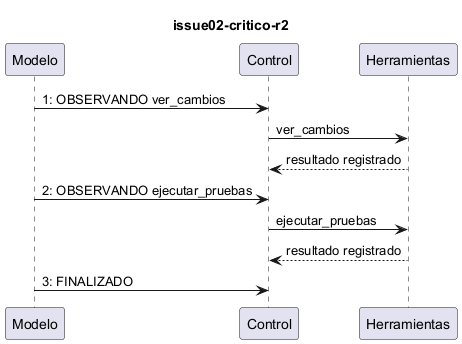 issue02-critico-r2
Modelo Control Herramientas
1: OBSERVANDO ver_cambios
ver_cambios
resultado registrado
2: OBSERVANDO ejecutar_pruebas
ejecutar_pruebas
resultado registrado
3: FINALIZADO
Modelo Control Herramientas